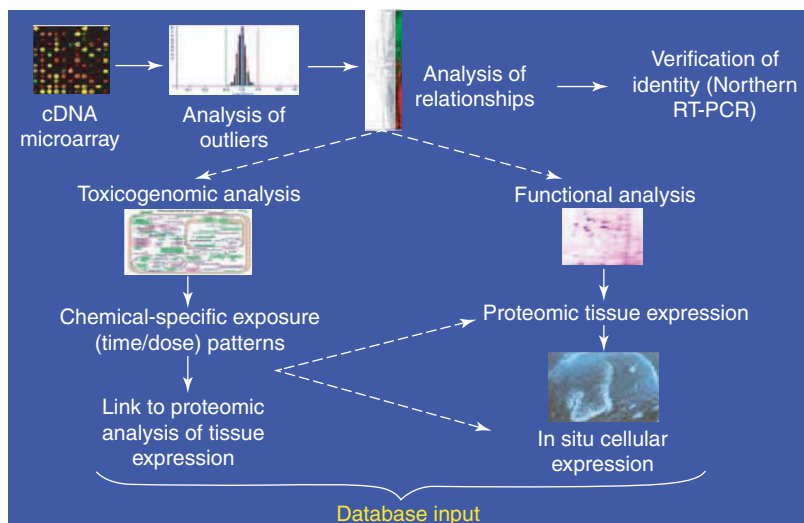 cDNA
microarray
Analysis of
outliers
Analysis of
relationships
Verification of
identity (Northern
RT-PCR)
Toxicogenomic analysis
Functional analysis
Chemical-specific exposure
(time/dose) patterns
Proteomic tissue expression
Link to proteomic
analysis of tissue
expression
In situ cellular
expression
Database input